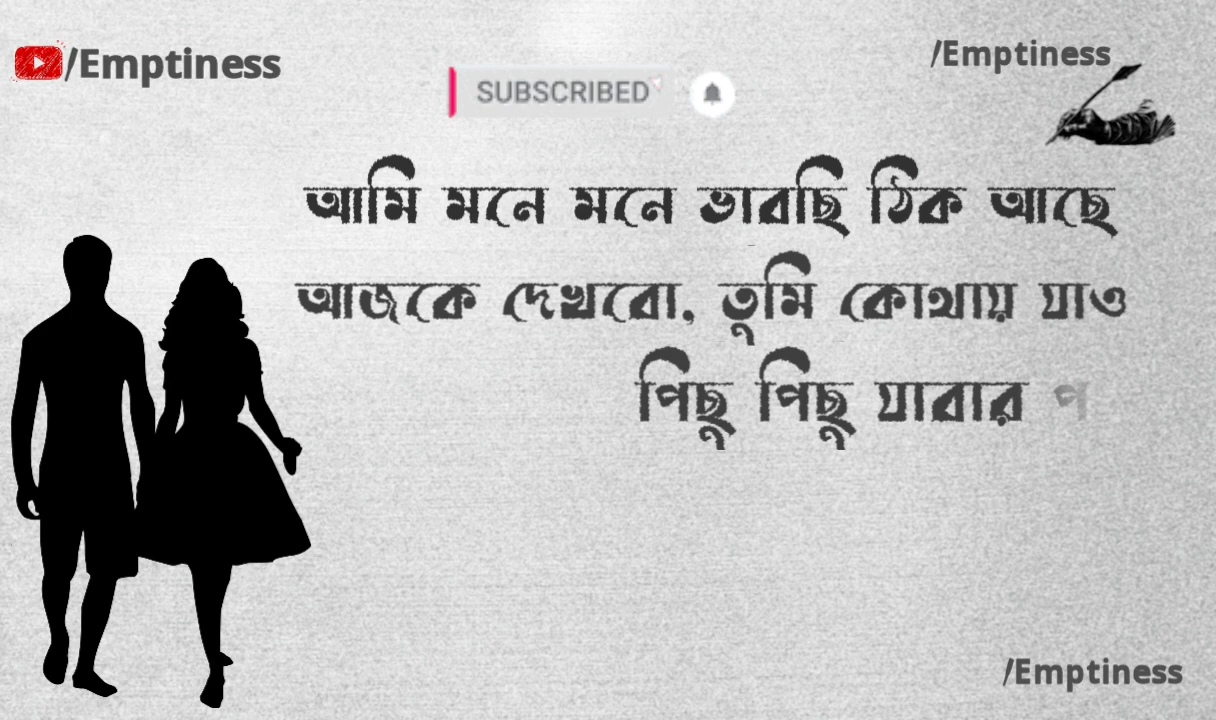 /Emptiness
/Emptiness
SUBSCRIBED
আমি মনে মনে ভাবছি ঠিক আছে
আজকে দেখবো, তুমি কোথায় যাও
পিছু পিছু যাবার প
/Emptiness